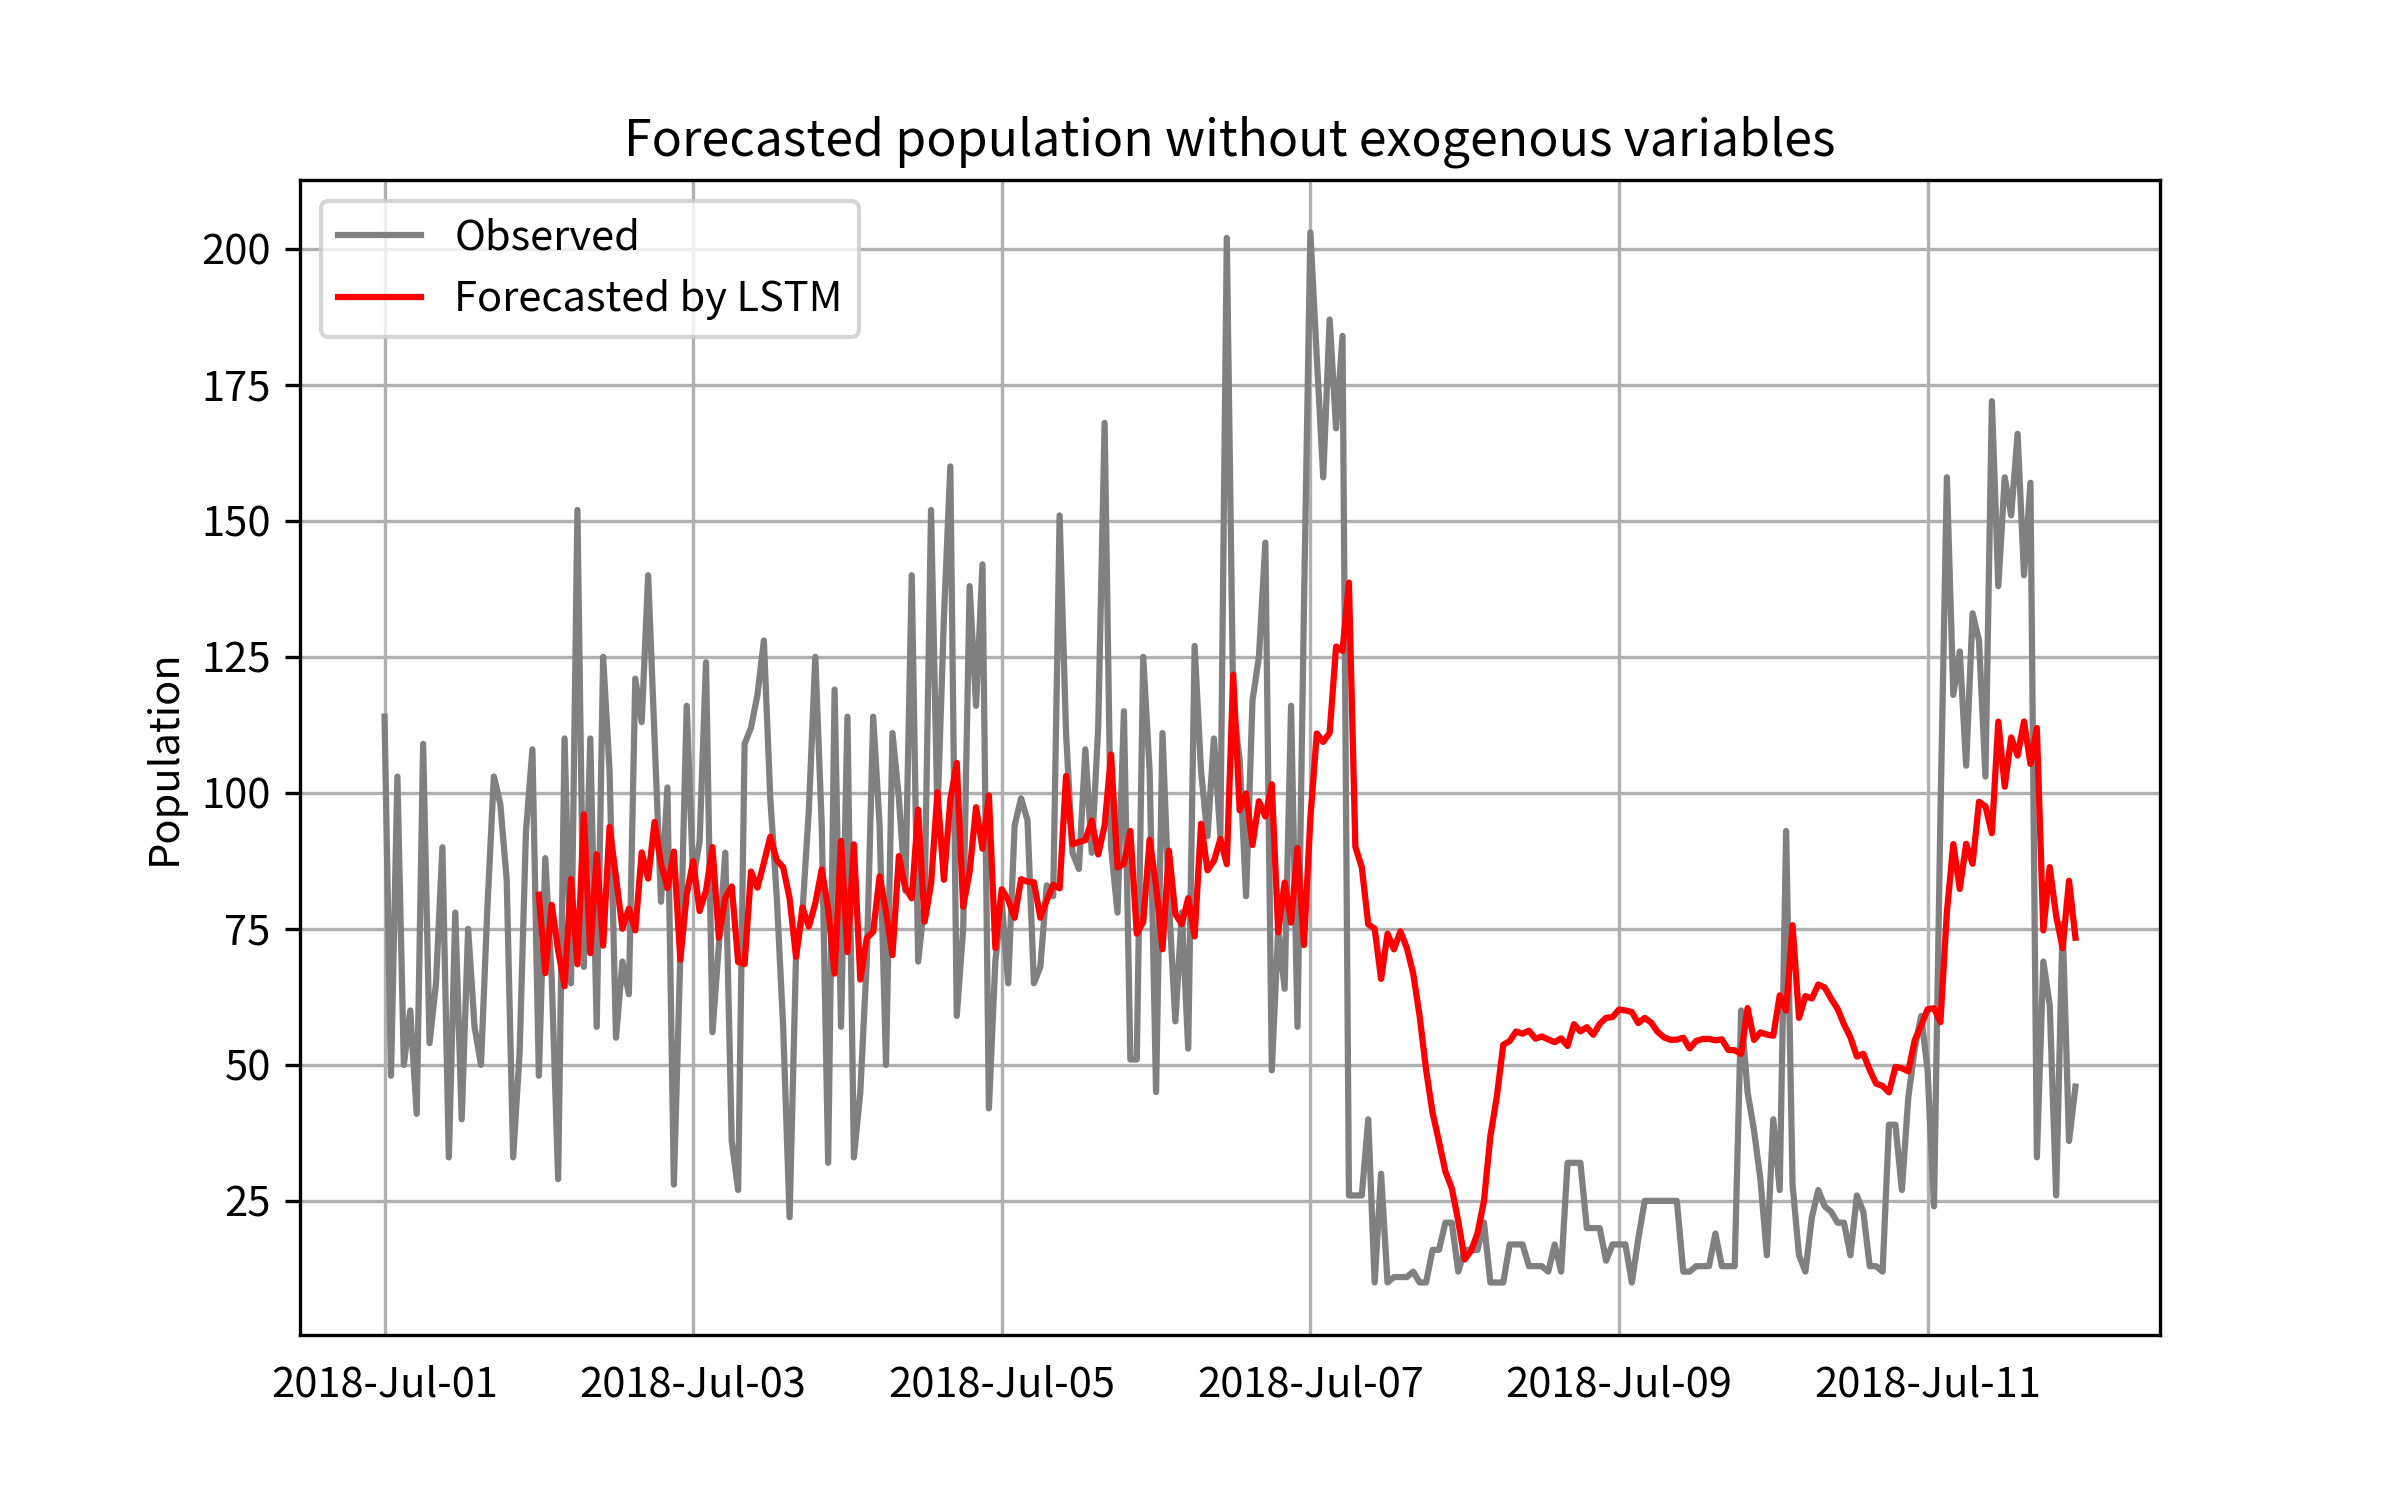 Forecasted population without exogenous variables
Observed
Forecasted by LSTM
Population
200
175
150
125
100
75
50
25
2018-Jul-01 2018-Jul-03 2018-Jul-05 2018-Jul-07 2018-Jul-09 2018-Jul-11